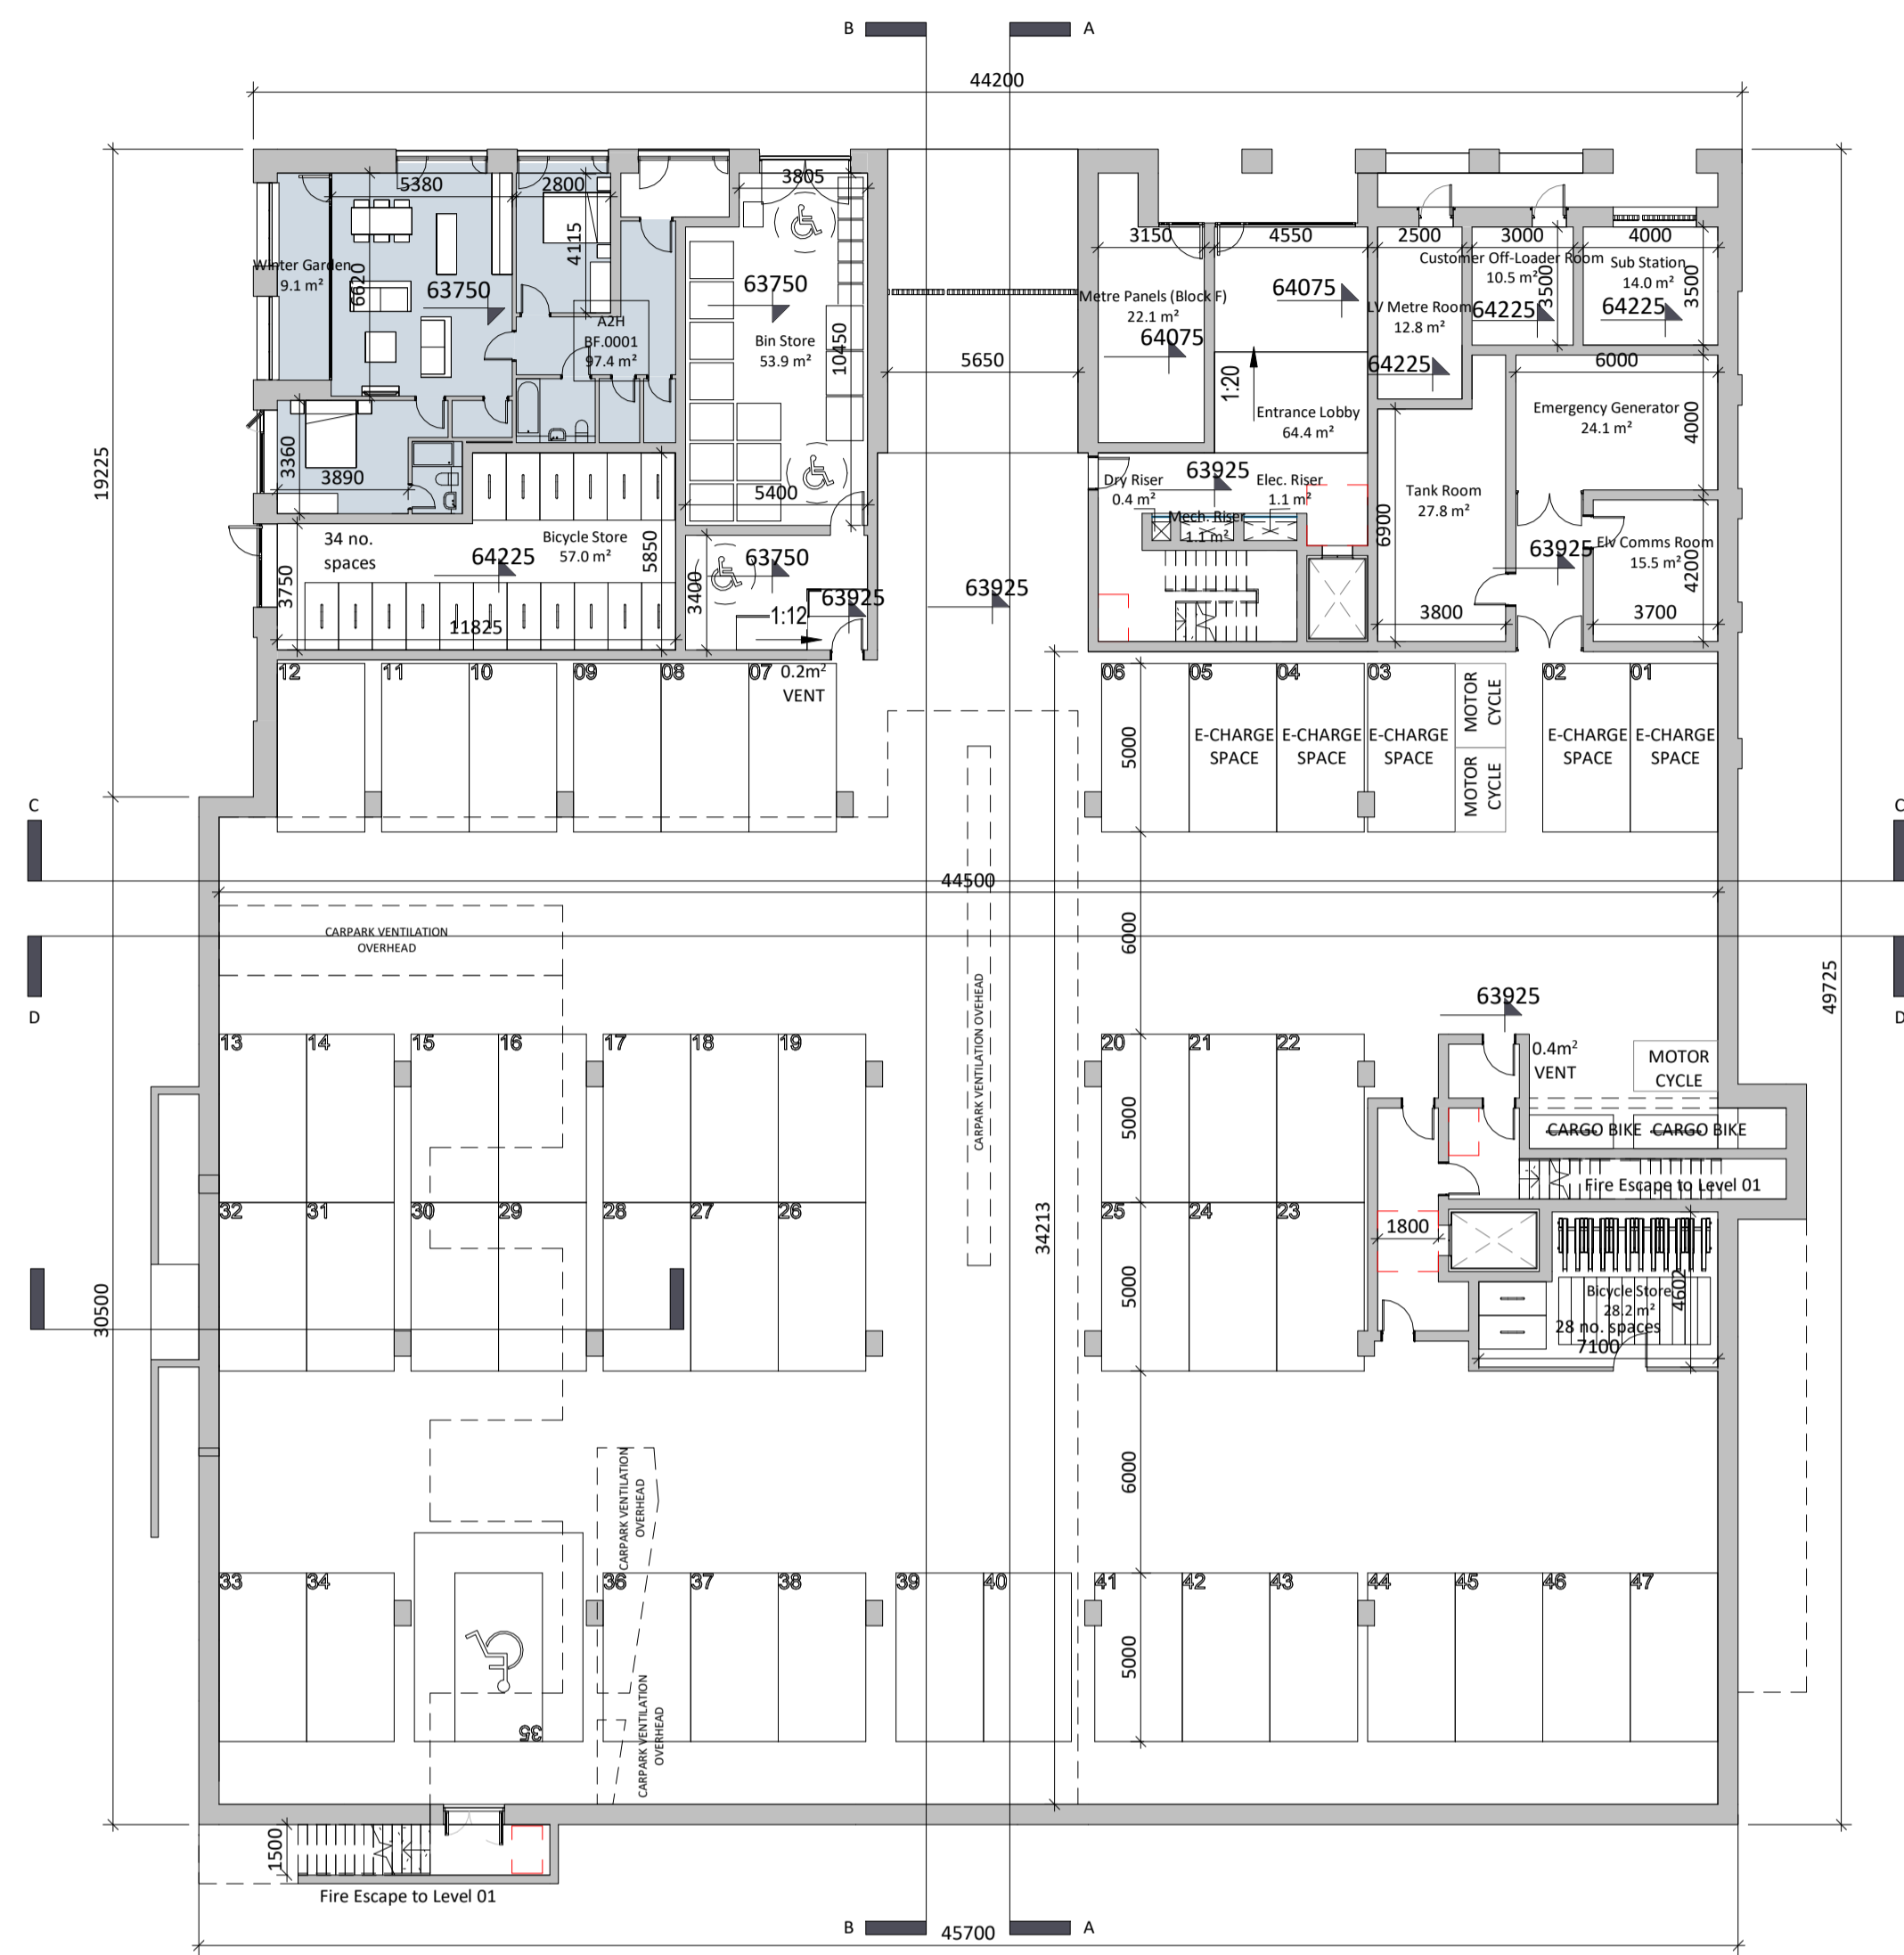 B
A
44200
5380
2800
3805
Winter Garden
9.1 m²
6620
63750
4115
A2H
BF.0001
97.4 m²
63750
Bin Store
53.9 m²
10450
5650
3150
4550
2500
3000
4000
Customer Off-Loader Room
10.5 m²
3500
64225
Sub Station
14.0 m²
3500
64225
Metre Panels (Block F)
22.1 m²
64075
64075
LV Metre Room
12.8 m²
64225
1:20
Entrance Lobby
64.4 m²
6000
Emergency Generator
24.1 m²
4000
19225
3360
3890
5400
63925
Dry Riser
0.4 m²
Elec. Riser
1.1 m²
Mech. Riser
1.1 m²
Tank Room
27.8 m²
6900
34 no.
spaces
Bicycle Store
57.0 m²
64225
5850
3750
11825
3400
63750
1:12
63925
63925
63925
Elv Comms Room
15.5 m²
4200
3800
3700
12
11
10
09
08
07
0.2m²
VENT
06
05
04
03
02
01
5000
E-CHARGE
SPACE
E-CHARGE
SPACE
E-CHARGE
SPACE
MOTOR
CYCLE
MOTOR
CYCLE
E-CHARGE
SPACE
E-CHARGE
SPACE
C
C
44500
CARPARK VENTILATION
OVERHEAD
6000
D
D
49725
63925
CARPARK VENTILATION OVEHEAD
13
14
15
16
17
18
19
20
21
22
5000
0.4m²
VENT
MOTOR
CYCLE
CARGO BIKE
CARGO BIKE
Fire Escape to Level 01
32
31
30
29
28
27
26
25
24
23
34213
1800
5000
30500
Bicycle Store
28.2 m²
28 no. spaces
4602
7100
6000
CARPARK VENTILATION
OVERHEAD
33
34
35
36
37
38
39
40
41
42
43
44
45
46
47
5000
CARPARK VENTILATION
OVERHEAD
1500
Fire Escape to Level 01
B
A
45700